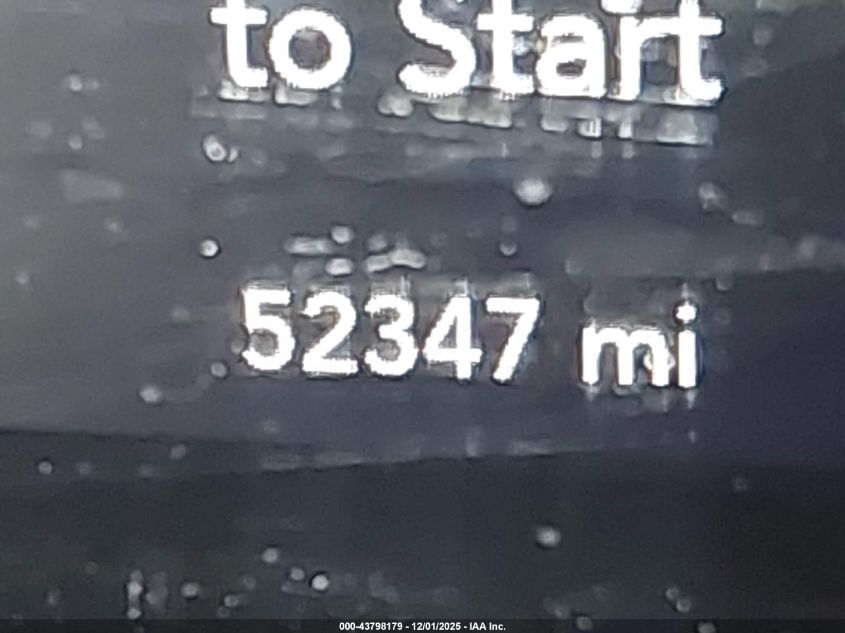 to Start
52347 mi
000-43798179 - 12/01/2025 - IAA Inc.